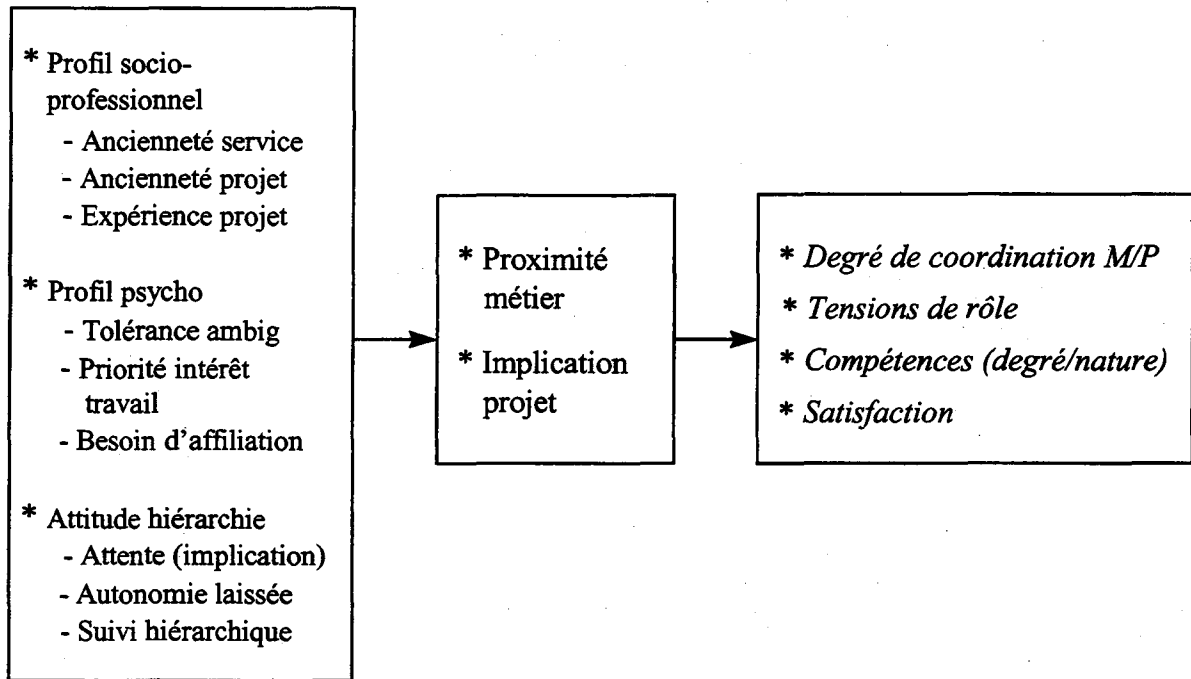 * Profil socio-
professionnel
- Ancienneté service
- Ancienneté projet
- Expérience projet
* Profil psycho
- Tolérance ambig
- Priorité intérêt
travail
- Besoin d'affiliation
* Attitude hiérarchie
- Attente (implication)
- Autonomie laissée
- Suivi hiérarchique
* Proximité
métier
* Implication
projet
* Degré de coordination M/P
* Tensions de rôle
* Compétences (degré/nature)
* Satisfaction